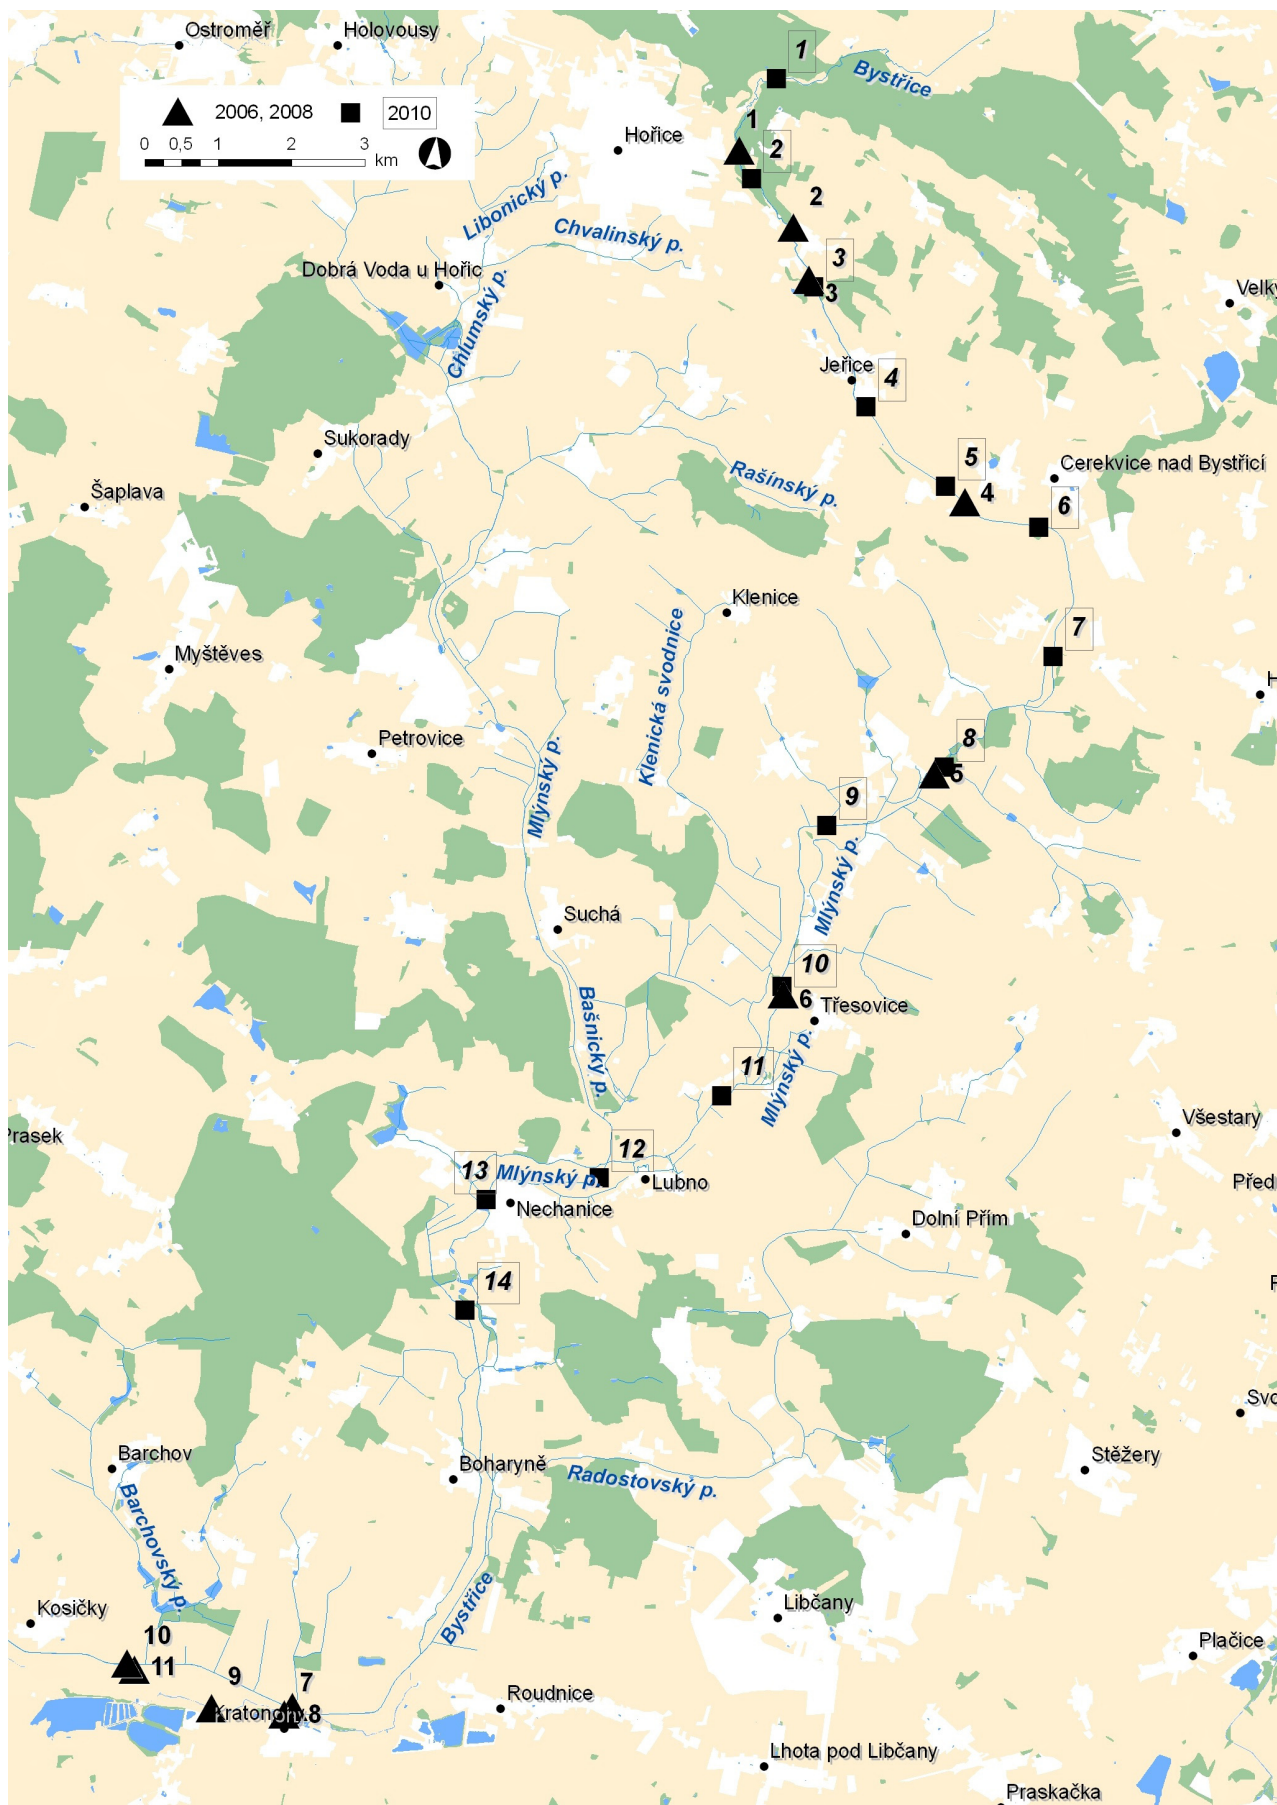 Ostroměř
Holovousy
1
Bystřice
2006, 2008
2010
0 0,5 1 2 3
km
Hořice
1
2
Libonický p.
2
Chvalinský p.
Dobrá Voda u Hořic
3
3
Chlumský p.
Jeřice
4
Sukorady
Rašínský p.
5
Cerekvice nad Bystřicí
Šaplava
4
6
Klenice
Klenická svodnice
7
Myštěves
Petrovice
Mlýnský p.
8
5
9
Mlýnský p.
Suchá
10
6
Třesovice
Bašnický p.
Mlýnský p.
11
Všestary
12
13
Mlýnský p.
Lubno
Nechanice
Dolní Přím
14
Barchov
Boharyně
Radostovský p.
Stěžery
Barchovský p.
Bystřice
Kosičky
Libčany
10
11
Plačice
9
7
Kratonohy
8
Roudnice
Lhota pod Libčany
Praskačka